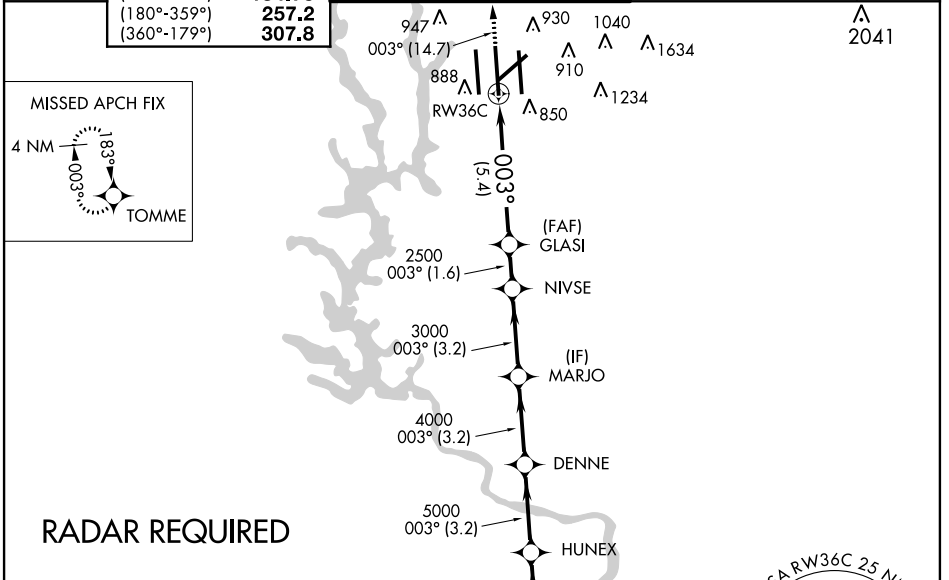 (180°-359°) 257.2
(360°-179°) 307.8
MISSED APCH FIX
4 NM
183°
003°
TOMME
947
930
1040
2041
003° (14.7)
1634
910
888
1234
RW36C
850
003°
(5.4)
(FAF)
GLASI
2500
003° (1.6)
NIVSE
3000
003° (3.2)
(IF)
MARJO
4000
003° (3.2)
DENNE
5000
003° (3.2)
RADAR REQUIRED
HUNEX
RW36C 25